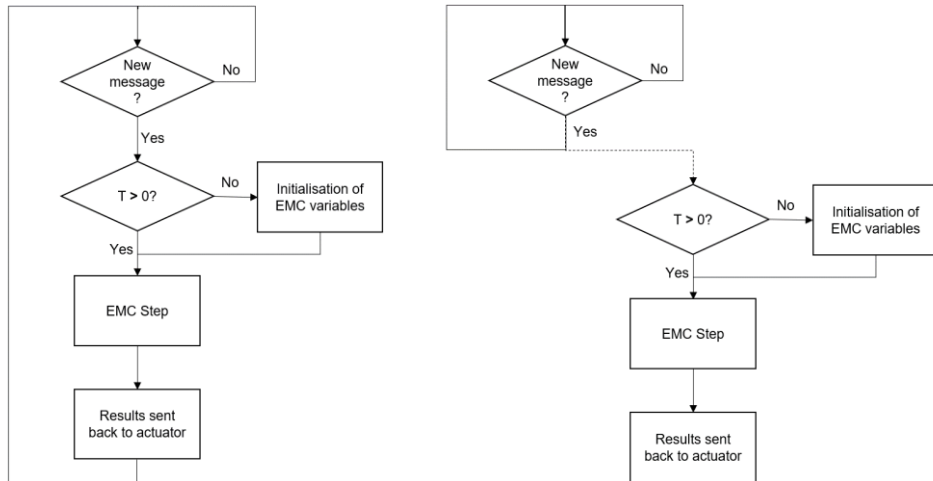 New
message
?
No
Yes
T > 0?
No
Initialisation of
EMC variables
Yes
EMC Step
Results sent
back to actuator
New
message
?
No
Yes
T > 0?
No
Initialisation of
EMC variables
Yes
EMC Step
Results sent
back to actuator